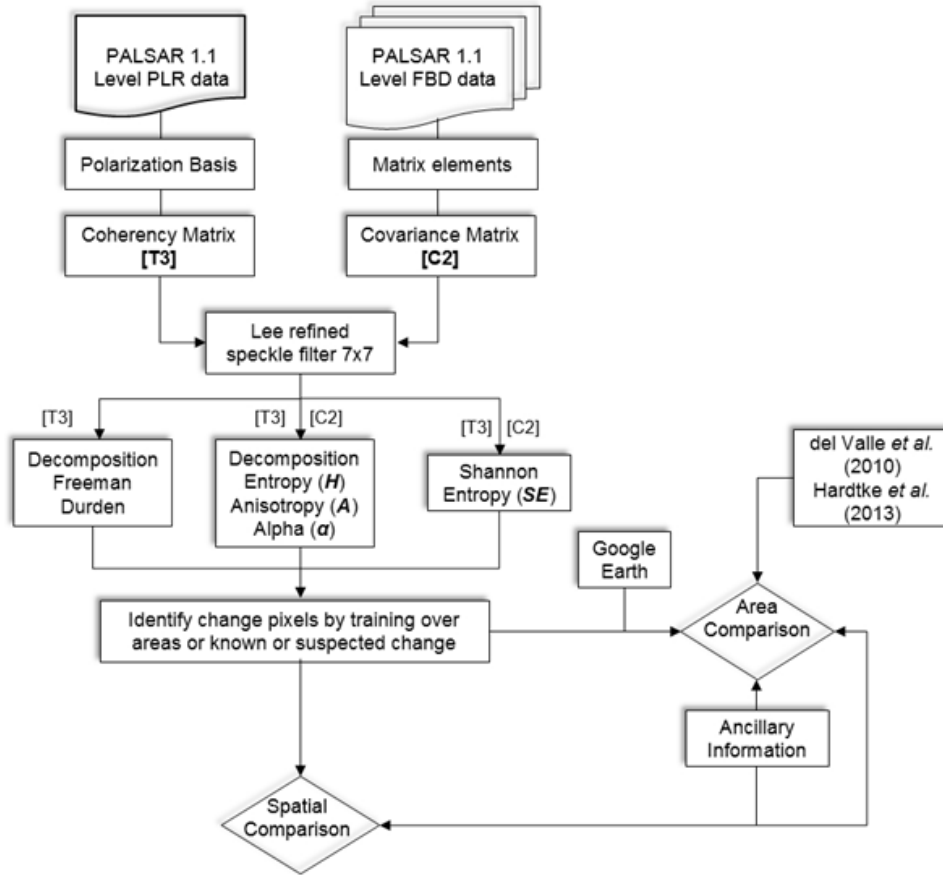 PALSAR 1.1
Level PLR data
PALSAR 1.1
Level FBD data
Polarization Basis
Matrix elements
Coherency Matrix
[T3]
Covariance Matrix
[C2]
Lee refined
speckle filter 7x7
[T3]
[T3] [C2]
[T3] [C2]
Decomposition
Freeman
Durden
Decomposition
Entropy (H)
Anisotropy (A)
Alpha (α)
Shannon
Entropy (SE)
del Valle et al.
(2010)
Hardtke et al.
(2013)
Google
Earth
Identify change pixels by training over
areas or known or suspected change
Area
Comparison
Ancillary
Information
Spatial
Comparison